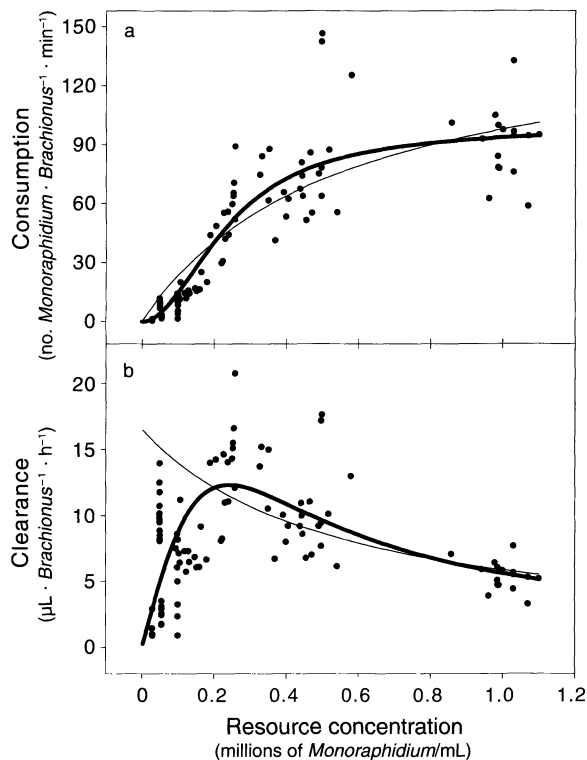 a
150
120
90
60
30
0
Consumption
(no. Monoraphidium · Brachionus⁻¹ · min⁻¹)
b
20
15
10
5
0
Clearance
(µL · Brachionus⁻¹ · h⁻¹)
0 0.2 0.4 0.6 0.8 1.0 1.2
Resource concentration
(millions of Monoraphidium/mL)